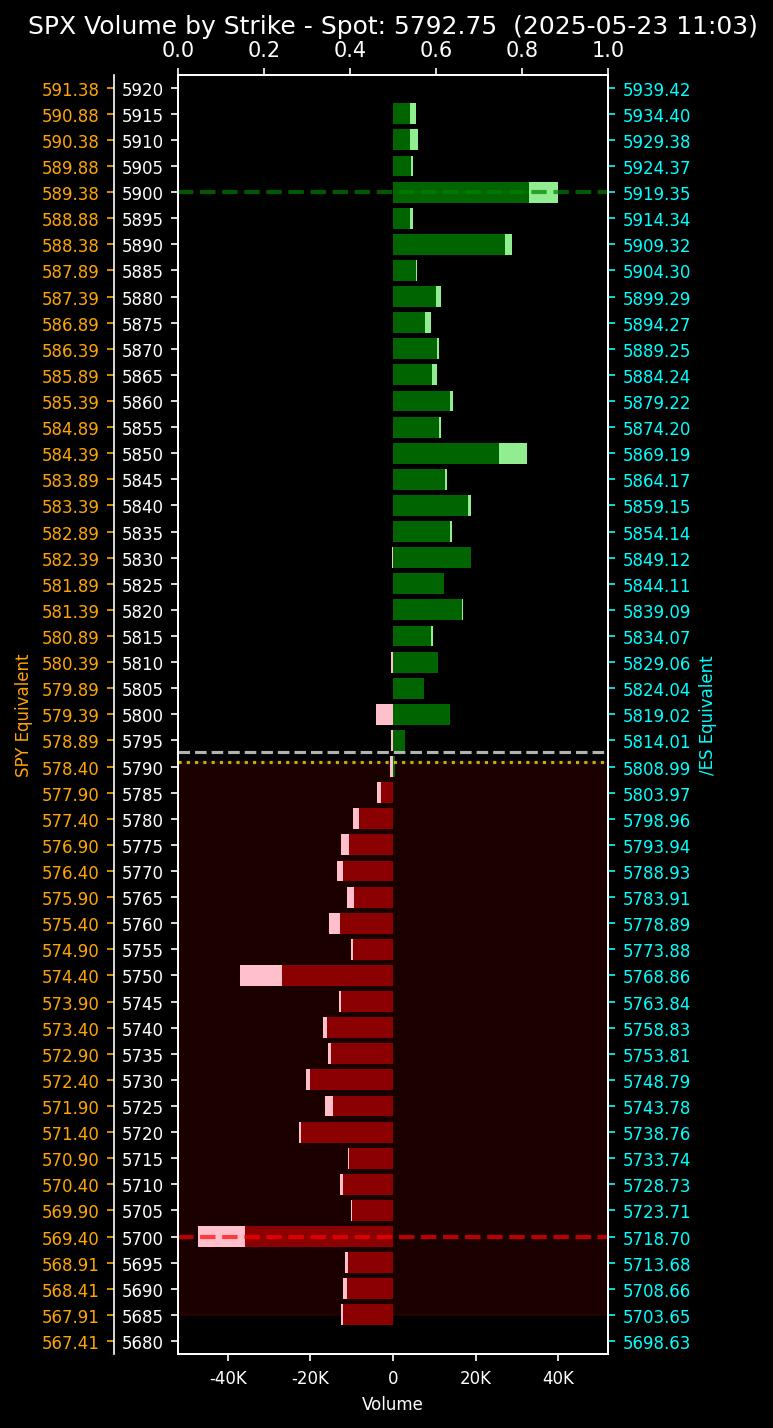 SPX Volume by Strike - Spot: 5792.75 (2025-05-23 11:03)
0.0 0.2 0.4 0.6 0.8 1.0
591.38 5920 5939.42
590.88 5915 5934.40
590.38 5910 5929.38
589.88 5905 5924.37
589.38 5900 5919.35
588.88 5895 5914.34
588.38 5890 5909.32
587.89 5885 5904.30
587.39 5880 5899.29
586.89 5875 5894.27
586.39 5870 5889.25
585.89 5865 5884.24
585.39 5860 5879.22
584.89 5855 5874.20
584.39 5850 5869.19
583.89 5845 5864.17
583.39 5840 5859.15
582.89 5835 5854.14
582.39 5830 5849.12
581.89 5825 5844.11
581.39 5820 5839.09
580.89 5815 5834.07
580.39 5810 5829.06
579.89 5805 5824.04
579.39 5800 5819.02
578.89 5795 5814.01
578.40 5790 5808.99
577.90 5785 5803.97
577.40 5780 5798.96
576.90 5775 5793.94
576.40 5770 5788.93
575.90 5765 5783.91
575.40 5760 5778.89
574.90 5755 5773.88
574.40 5750 5768.86
573.90 5745 5763.84
573.40 5740 5758.83
572.90 5735 5753.81
572.40 5730 5748.79
571.90 5725 5743.78
571.40 5720 5738.76
570.90 5715 5733.74
570.40 5710 5728.73
569.90 5705 5723.71
569.40 5700 5718.70
568.91 5695 5713.68
568.41 5690 5708.66
567.91 5685 5703.65
567.41 5680 5698.63
SPY Equivalent
/ES Equivalent
-40K -20K 0 20K 40K
Volume